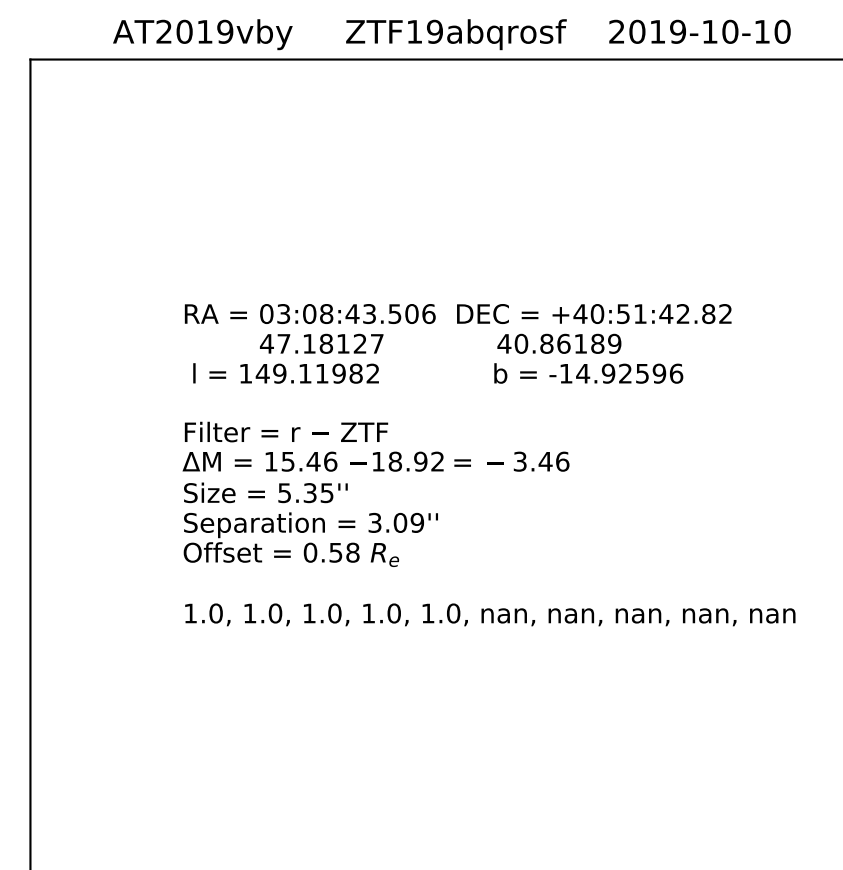 AT2019vby ZTF19abqrosf 2019-10-10
RA = 03:08:43.506 DEC = +40:51:42.82
47.18127 40.86189
l = 149.11982 b = -14.92596
Filter = r − ZTF
ΔM = 15.46 −18.92 = − 3.46
Size = 5.35''
Separation = 3.09''
Offset = 0.58 Re
1.0, 1.0, 1.0, 1.0, 1.0, nan, nan, nan, nan, nan